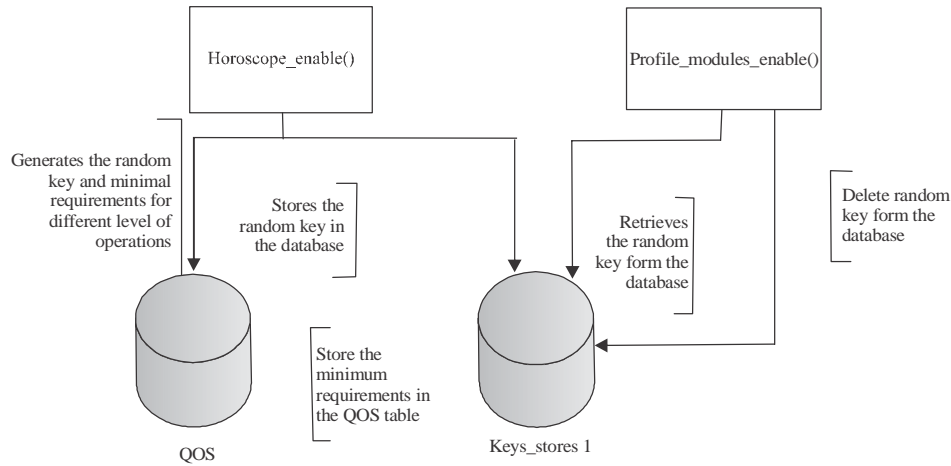 Horoscope_enable()
Profile_modules_enable()
Generates the random
key and minimal
requirements for
different level of
operations
Stores the
random key in
the database
Retrieves
the random
key form the
database
Delete random
key form the
database
Store the
minimum
requirements in
the QOS table
QOS
Keys_stores 1